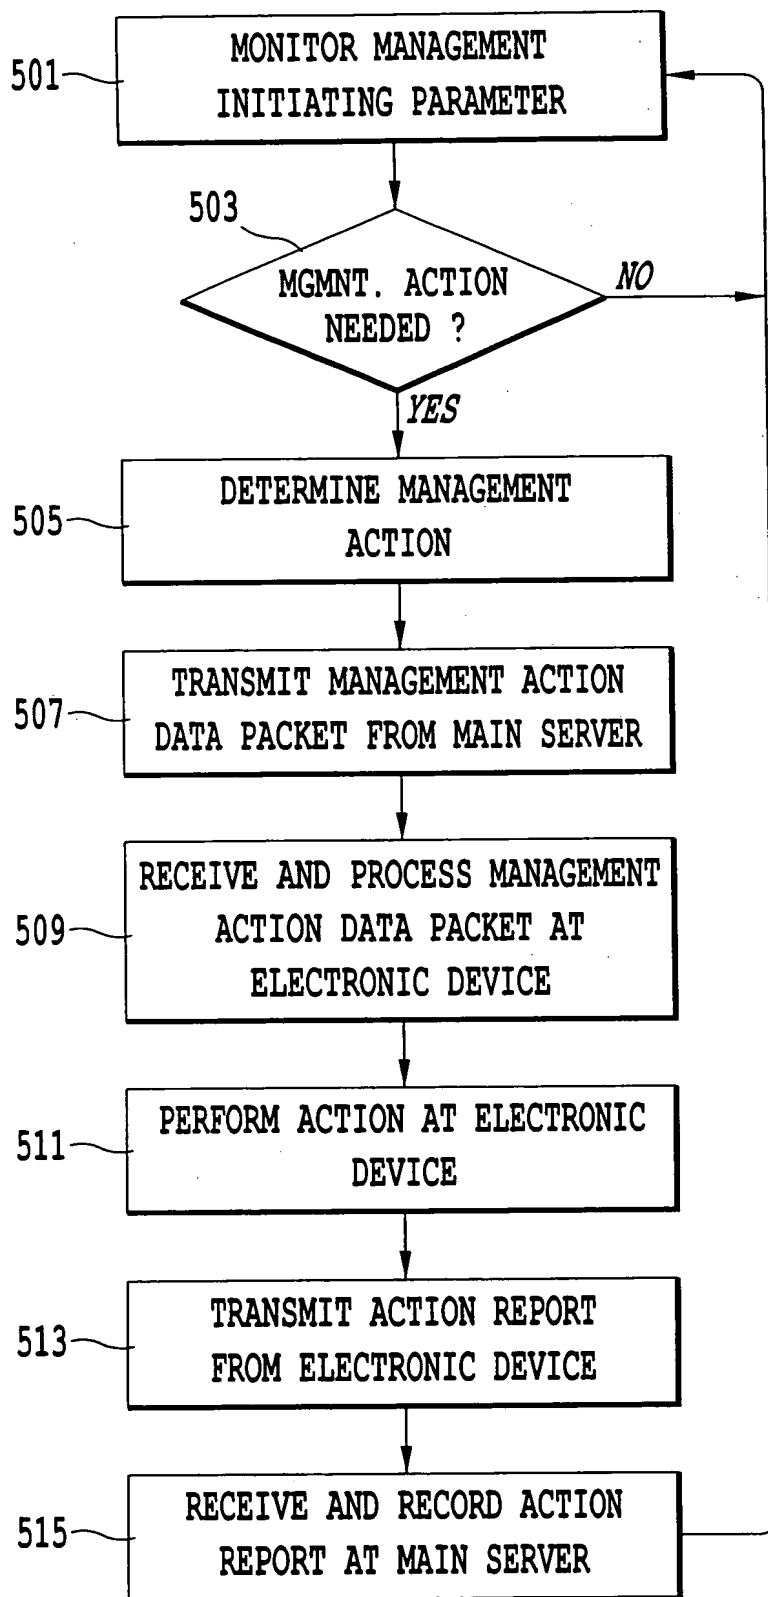 501
MONITOR MANAGEMENT
INITIATING PARAMETER
503
MGMNT. ACTION
NEEDED ?
NO
YES
505
DETERMINE MANAGEMENT
ACTION
507
TRANSMIT MANAGEMENT ACTION
DATA PACKET FROM MAIN SERVER
509
RECEIVE AND PROCESS MANAGEMENT
ACTION DATA PACKET AT
ELECTRONIC DEVICE
511
PERFORM ACTION AT ELECTRONIC
DEVICE
513
TRANSMIT ACTION REPORT
FROM ELECTRONIC DEVICE
515
RECEIVE AND RECORD ACTION
REPORT AT MAIN SERVER